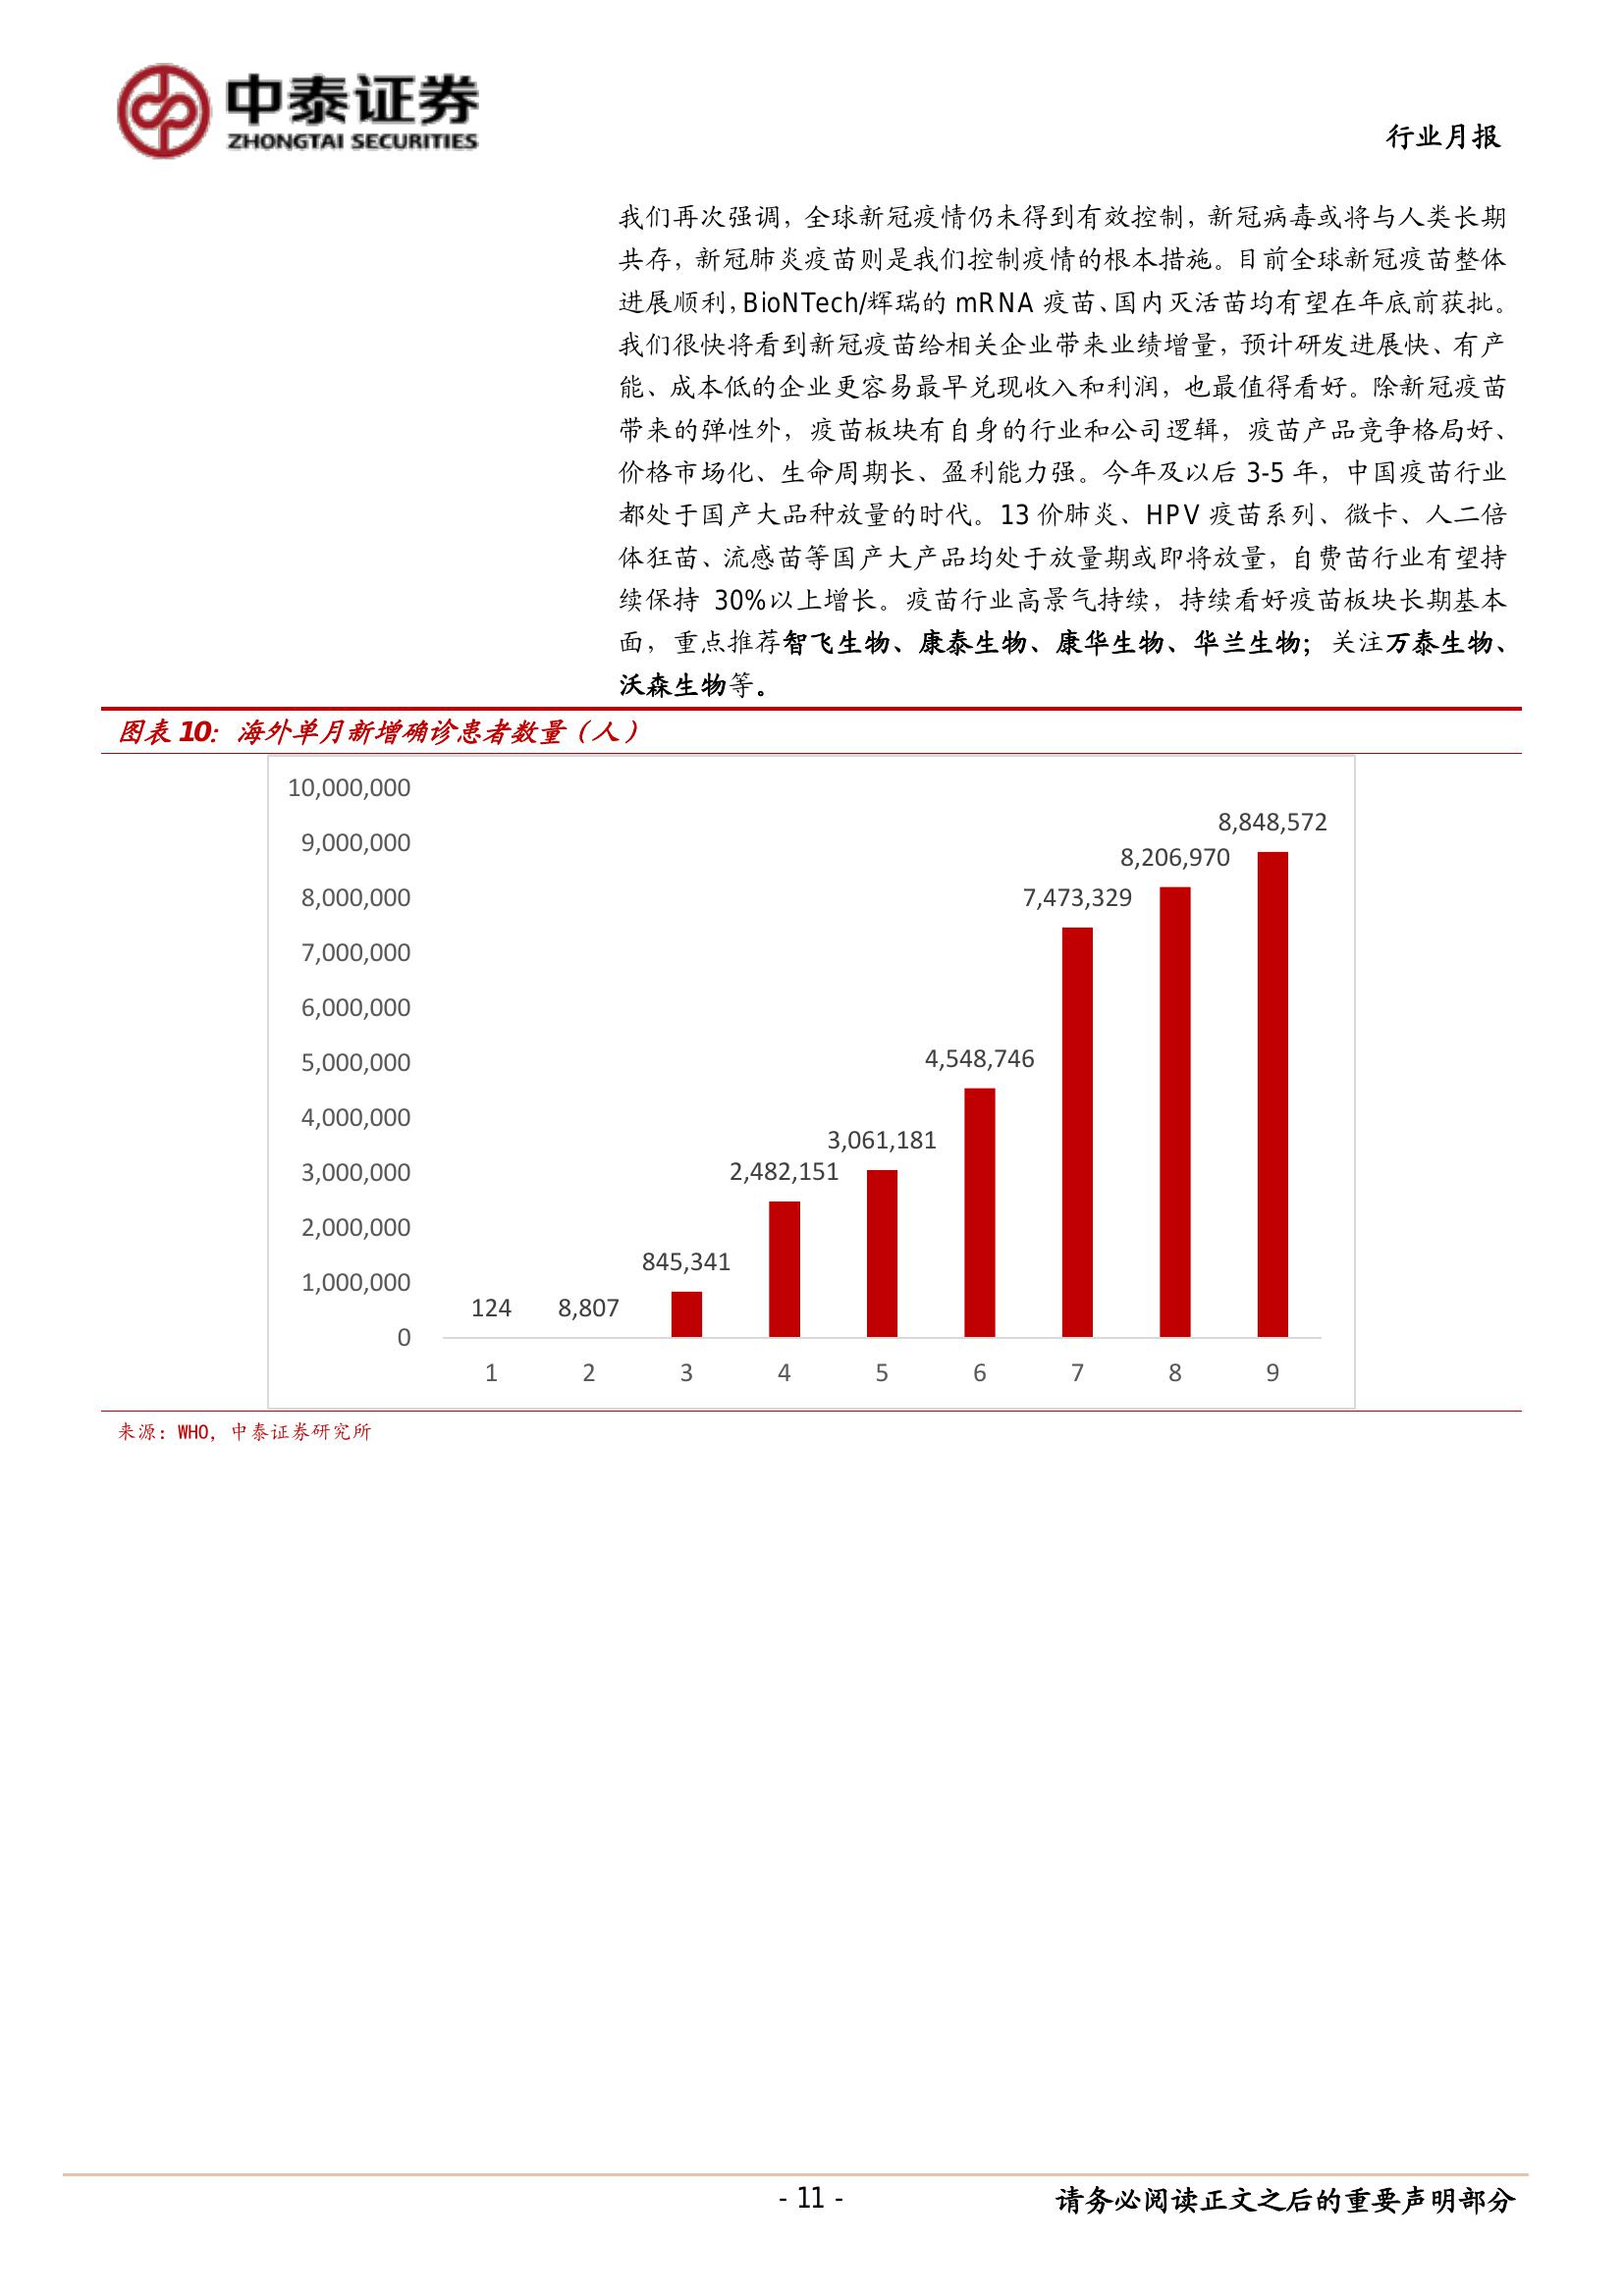 中泰证券
ZHONGTAI SECURITIES
行业月报
我们再次强调，全球新冠疫情仍未得到有效控制，新冠病毒或将与人类长期
共存，新冠肺炎疫苗则是我们控制疫情的根本措施。目前全球新冠疫苗整体
进展顺利，BioNTech/辉瑞的 mRNA 疫苗、国内灭活苗均有望在年底前获批。
我们很快将看到新冠疫苗给相关企业带来业绩增量，预计研发进展快、有产
能、成本低的企业更容易最早兑现收入和利润，也最值得看好。除新冠疫苗
带来的弹性外，疫苗板块有自身的行业和公司逻辑，疫苗产品竞争格局好、
价格市场化、生命周期长、盈利能力强。今年及以后 3-5 年，中国疫苗行业
都处于国产大品种放量的时代。13 价肺炎、HPV 疫苗系列、微卡、人二倍
体狂苗、流感苗等国产大产品均处于放量期或即将放量，自费苗行业有望持
续保持 30%以上增长。疫苗行业高景气持续，持续看好疫苗板块长期基本
面，重点推荐智飞生物、康泰生物、康华生物、华兰生物；关注万泰生物、
沃森生物等。
图表 10：海外单月新增确诊患者数量（人）
10,000,000
9,000,000
8,000,000
7,000,000
6,000,000
5,000,000
4,000,000
3,000,000
2,000,000
1,000,000
0
124
8,807
845,341
2,482,151
3,061,181
4,548,746
7,473,329
8,206,970
8,848,572
1 2 3 4 5 6 7 8 9
来源：WHO，中泰证券研究所
- 11 -
请务必阅读正文之后的重要声明部分